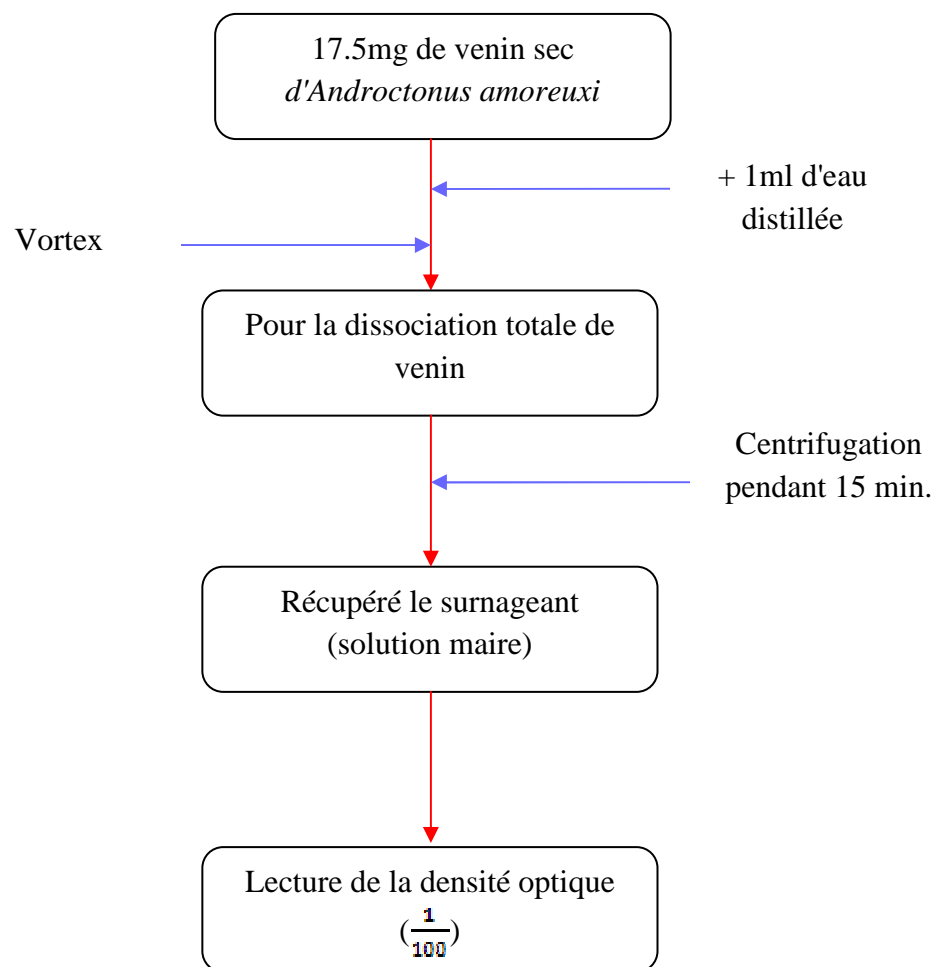 17.5mg de venin sec
d'Androctonus amoreuxi
+ 1ml d'eau
distillée
Vortex
Pour la dissociation totale de
venin
Centrifugation
pendant 15 min.
Récupéré le surnageant
(solution maire)
Lecture de la densité optique
(1/100)